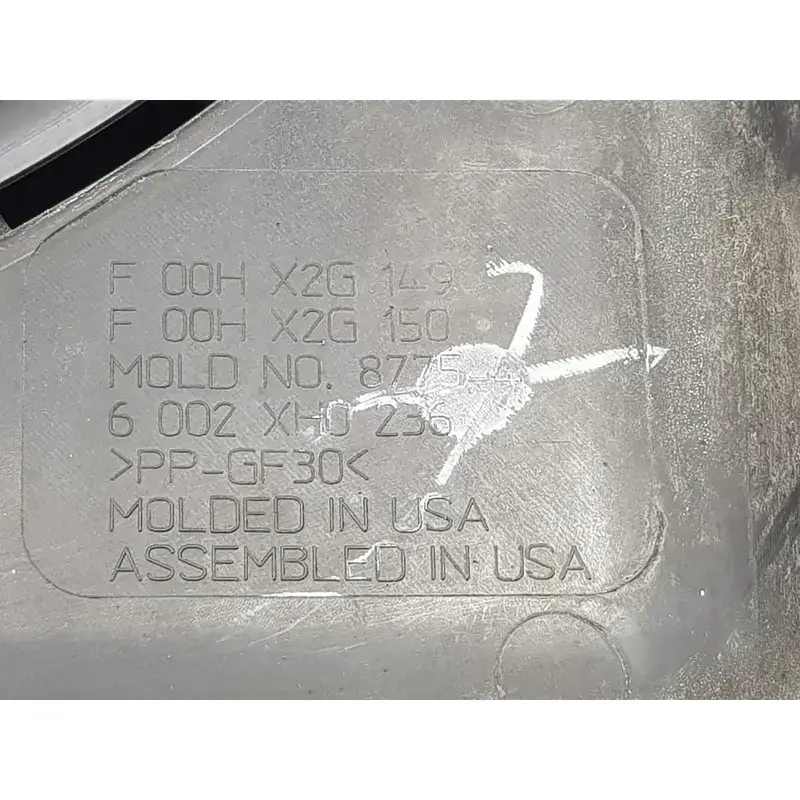 F 00H X2G 149
F 00H X2G 150
MOLD NO. 8775-4
6 002 XH0 236
>PP-GF30<
MOLDED IN USA
ASSEMBLED IN USA